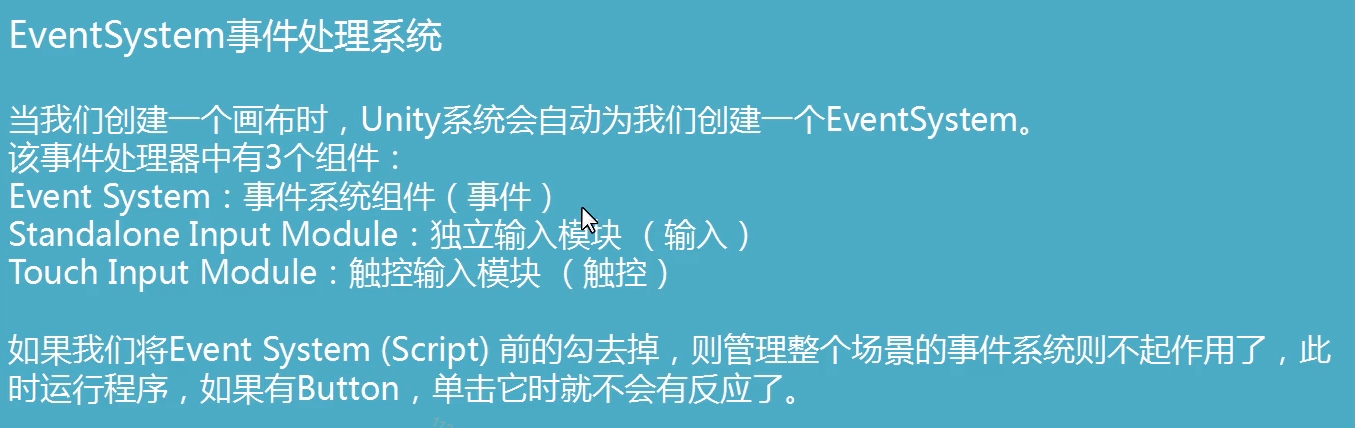 EventSystem事件处理系统
当我们创建一个画布时，Unity系统会自动为我们创建一个EventSystem。
该事件处理器中有3个组件：
Event System：事件系统组件（事件）
Standalone Input Module：独立输入模块 （输入）
Touch Input Module：触控输入模块 （触控）
如果我们将Event System (Script) 前的勾去掉，则管理整个场景的事件系统则不起作用了，此
时运行程序，如果有Button，单击它时就不会有反应了。